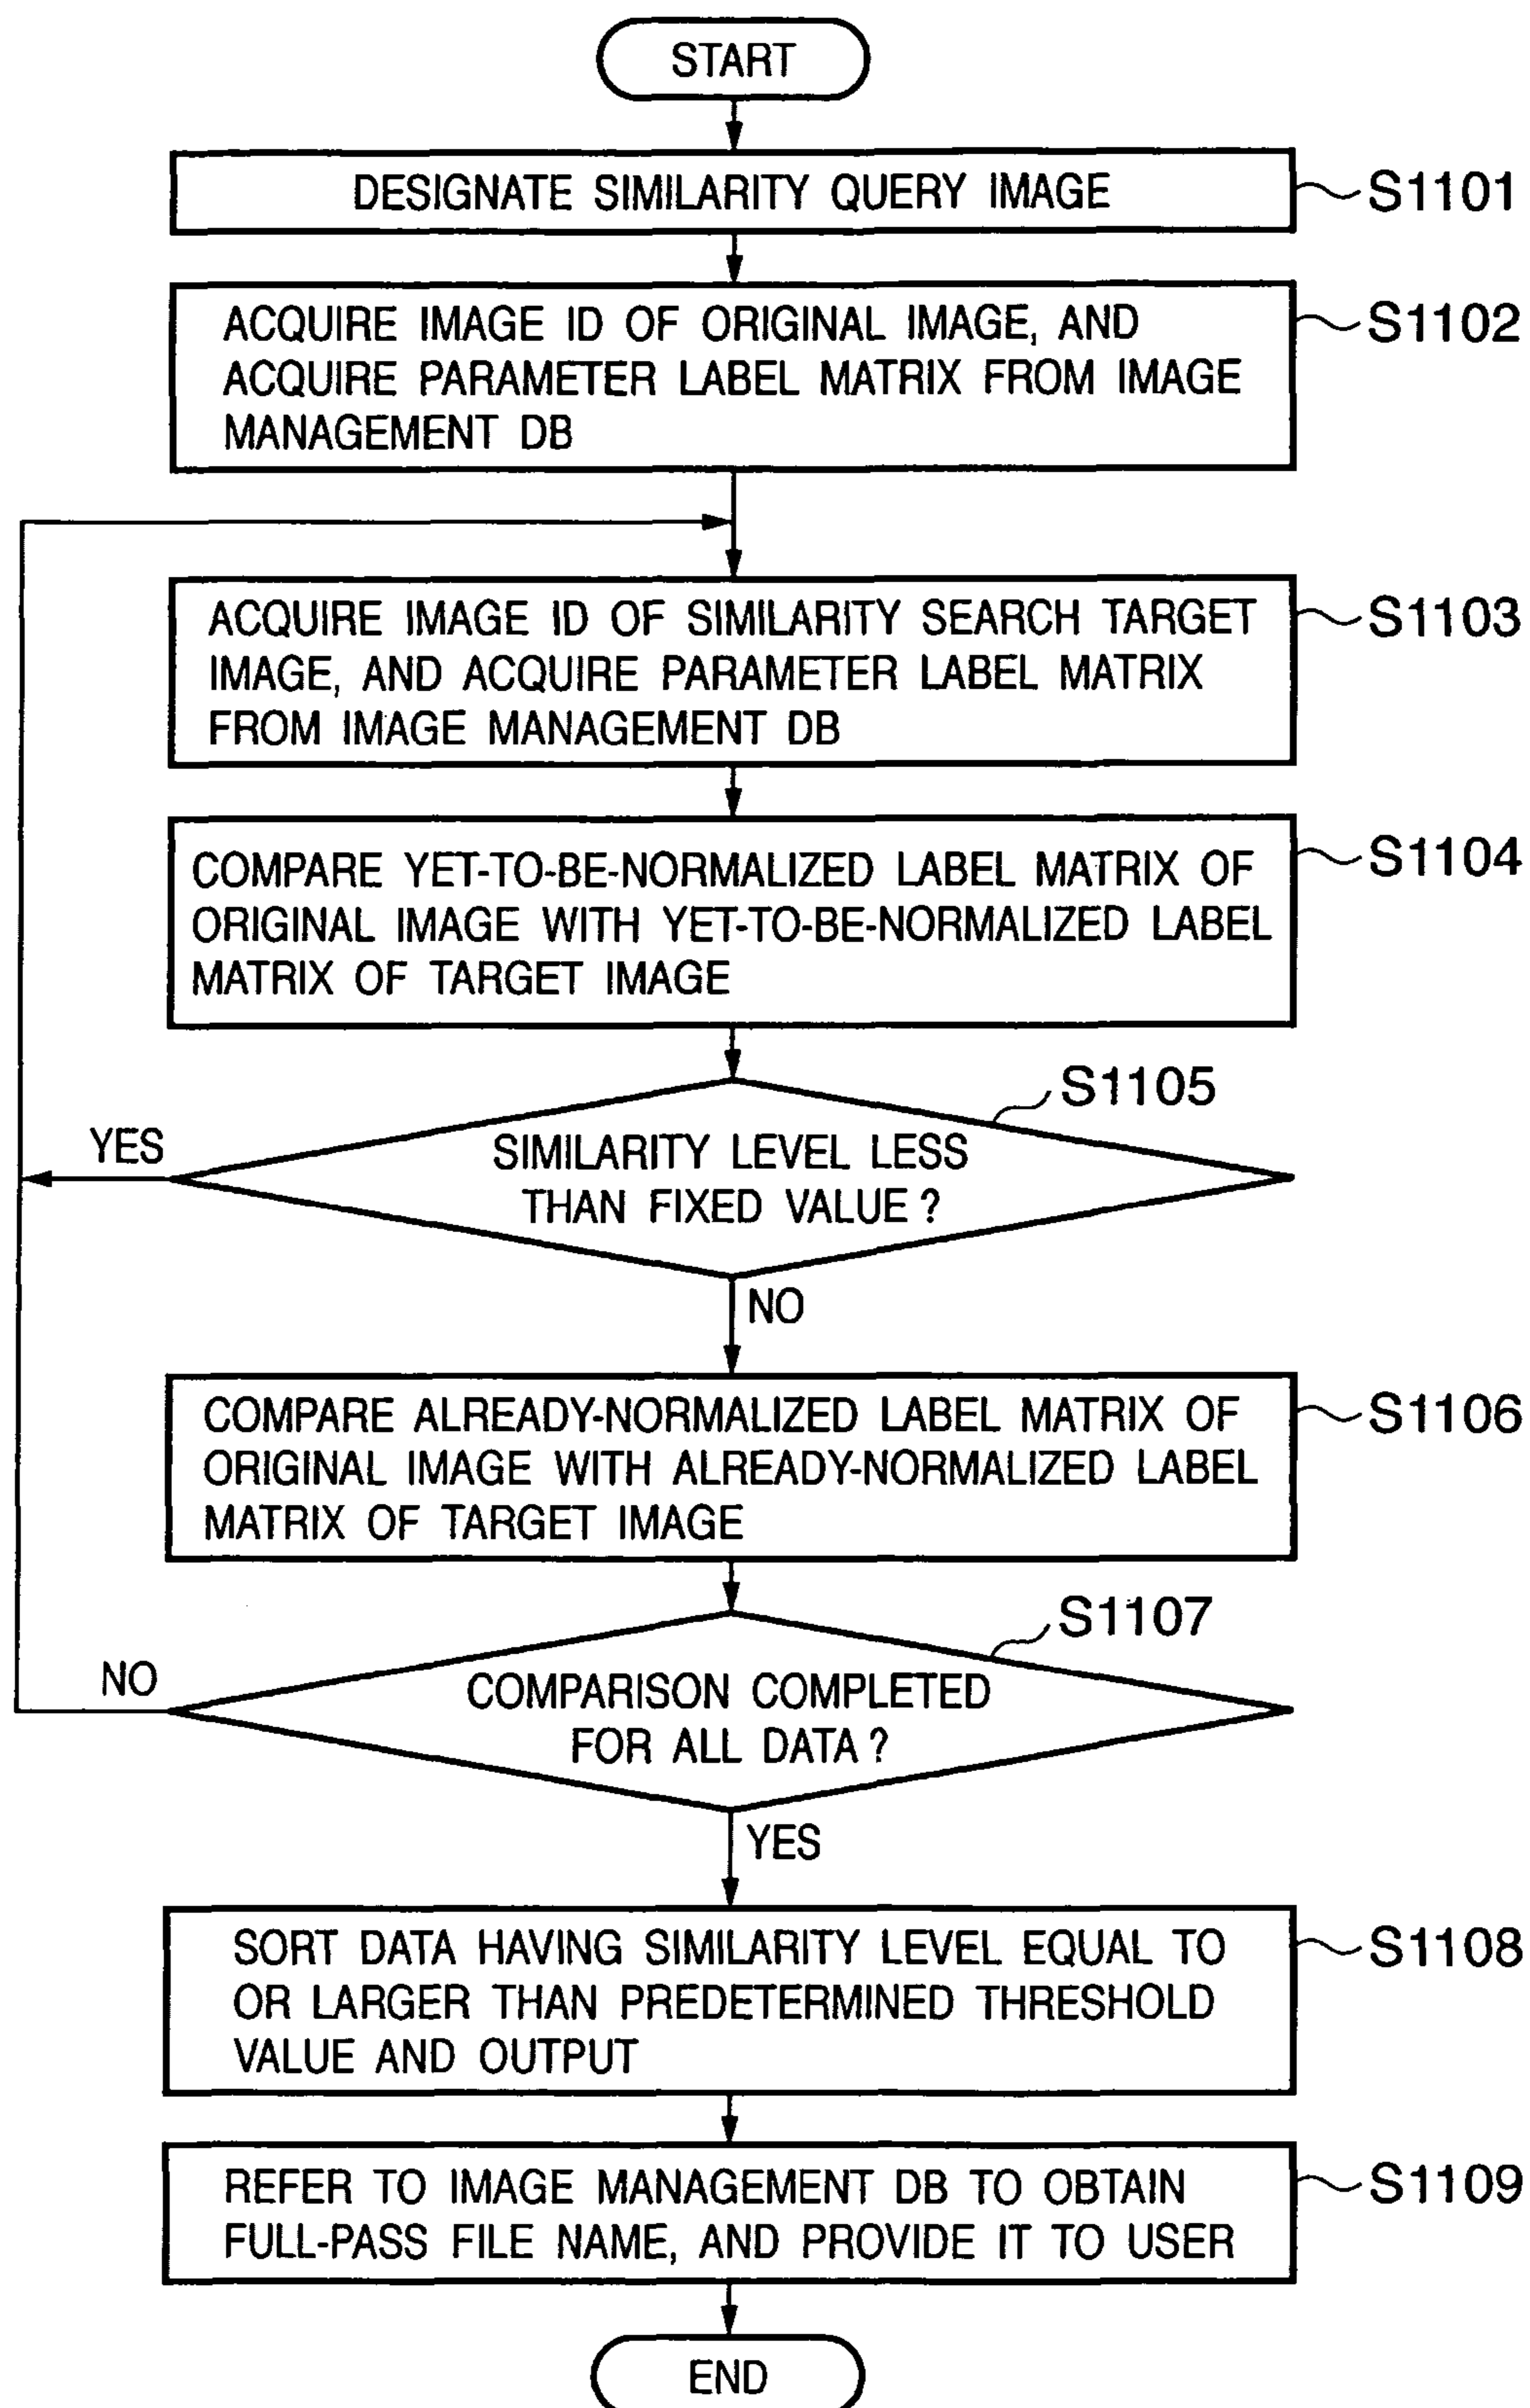 START
DESIGNATE SIMILARITY QUERY IMAGE
S1101
ACQUIRE IMAGE ID OF ORIGINAL IMAGE, AND
ACQUIRE PARAMETER LABEL MATRIX FROM IMAGE
MANAGEMENT DB
S1102
ACQUIRE IMAGE ID OF SIMILARITY SEARCH TARGET
IMAGE, AND ACQUIRE PARAMETER LABEL MATRIX
FROM IMAGE MANAGEMENT DB
S1103
COMPARE YET-TO-BE-NORMALIZED LABEL MATRIX OF
ORIGINAL IMAGE WITH YET-TO-BE-NORMALIZED LABEL
MATRIX OF TARGET IMAGE
S1104
S1105
YES
SIMILARITY LEVEL LESS
THAN FIXED VALUE ?
NO
COMPARE ALREADY-NORMALIZED LABEL MATRIX OF
ORIGINAL IMAGE WITH ALREADY-NORMALIZED LABEL
MATRIX OF TARGET IMAGE
S1106
S1107
NO
COMPARISON COMPLETED
FOR ALL DATA ?
YES
SORT DATA HAVING SIMILARITY LEVEL EQUAL TO
OR LARGER THAN PREDETERMINED THRESHOLD
VALUE AND OUTPUT
S1108
REFER TO IMAGE MANAGEMENT DB TO OBTAIN
FULL-PASS FILE NAME, AND PROVIDE IT TO USER
S1109
END